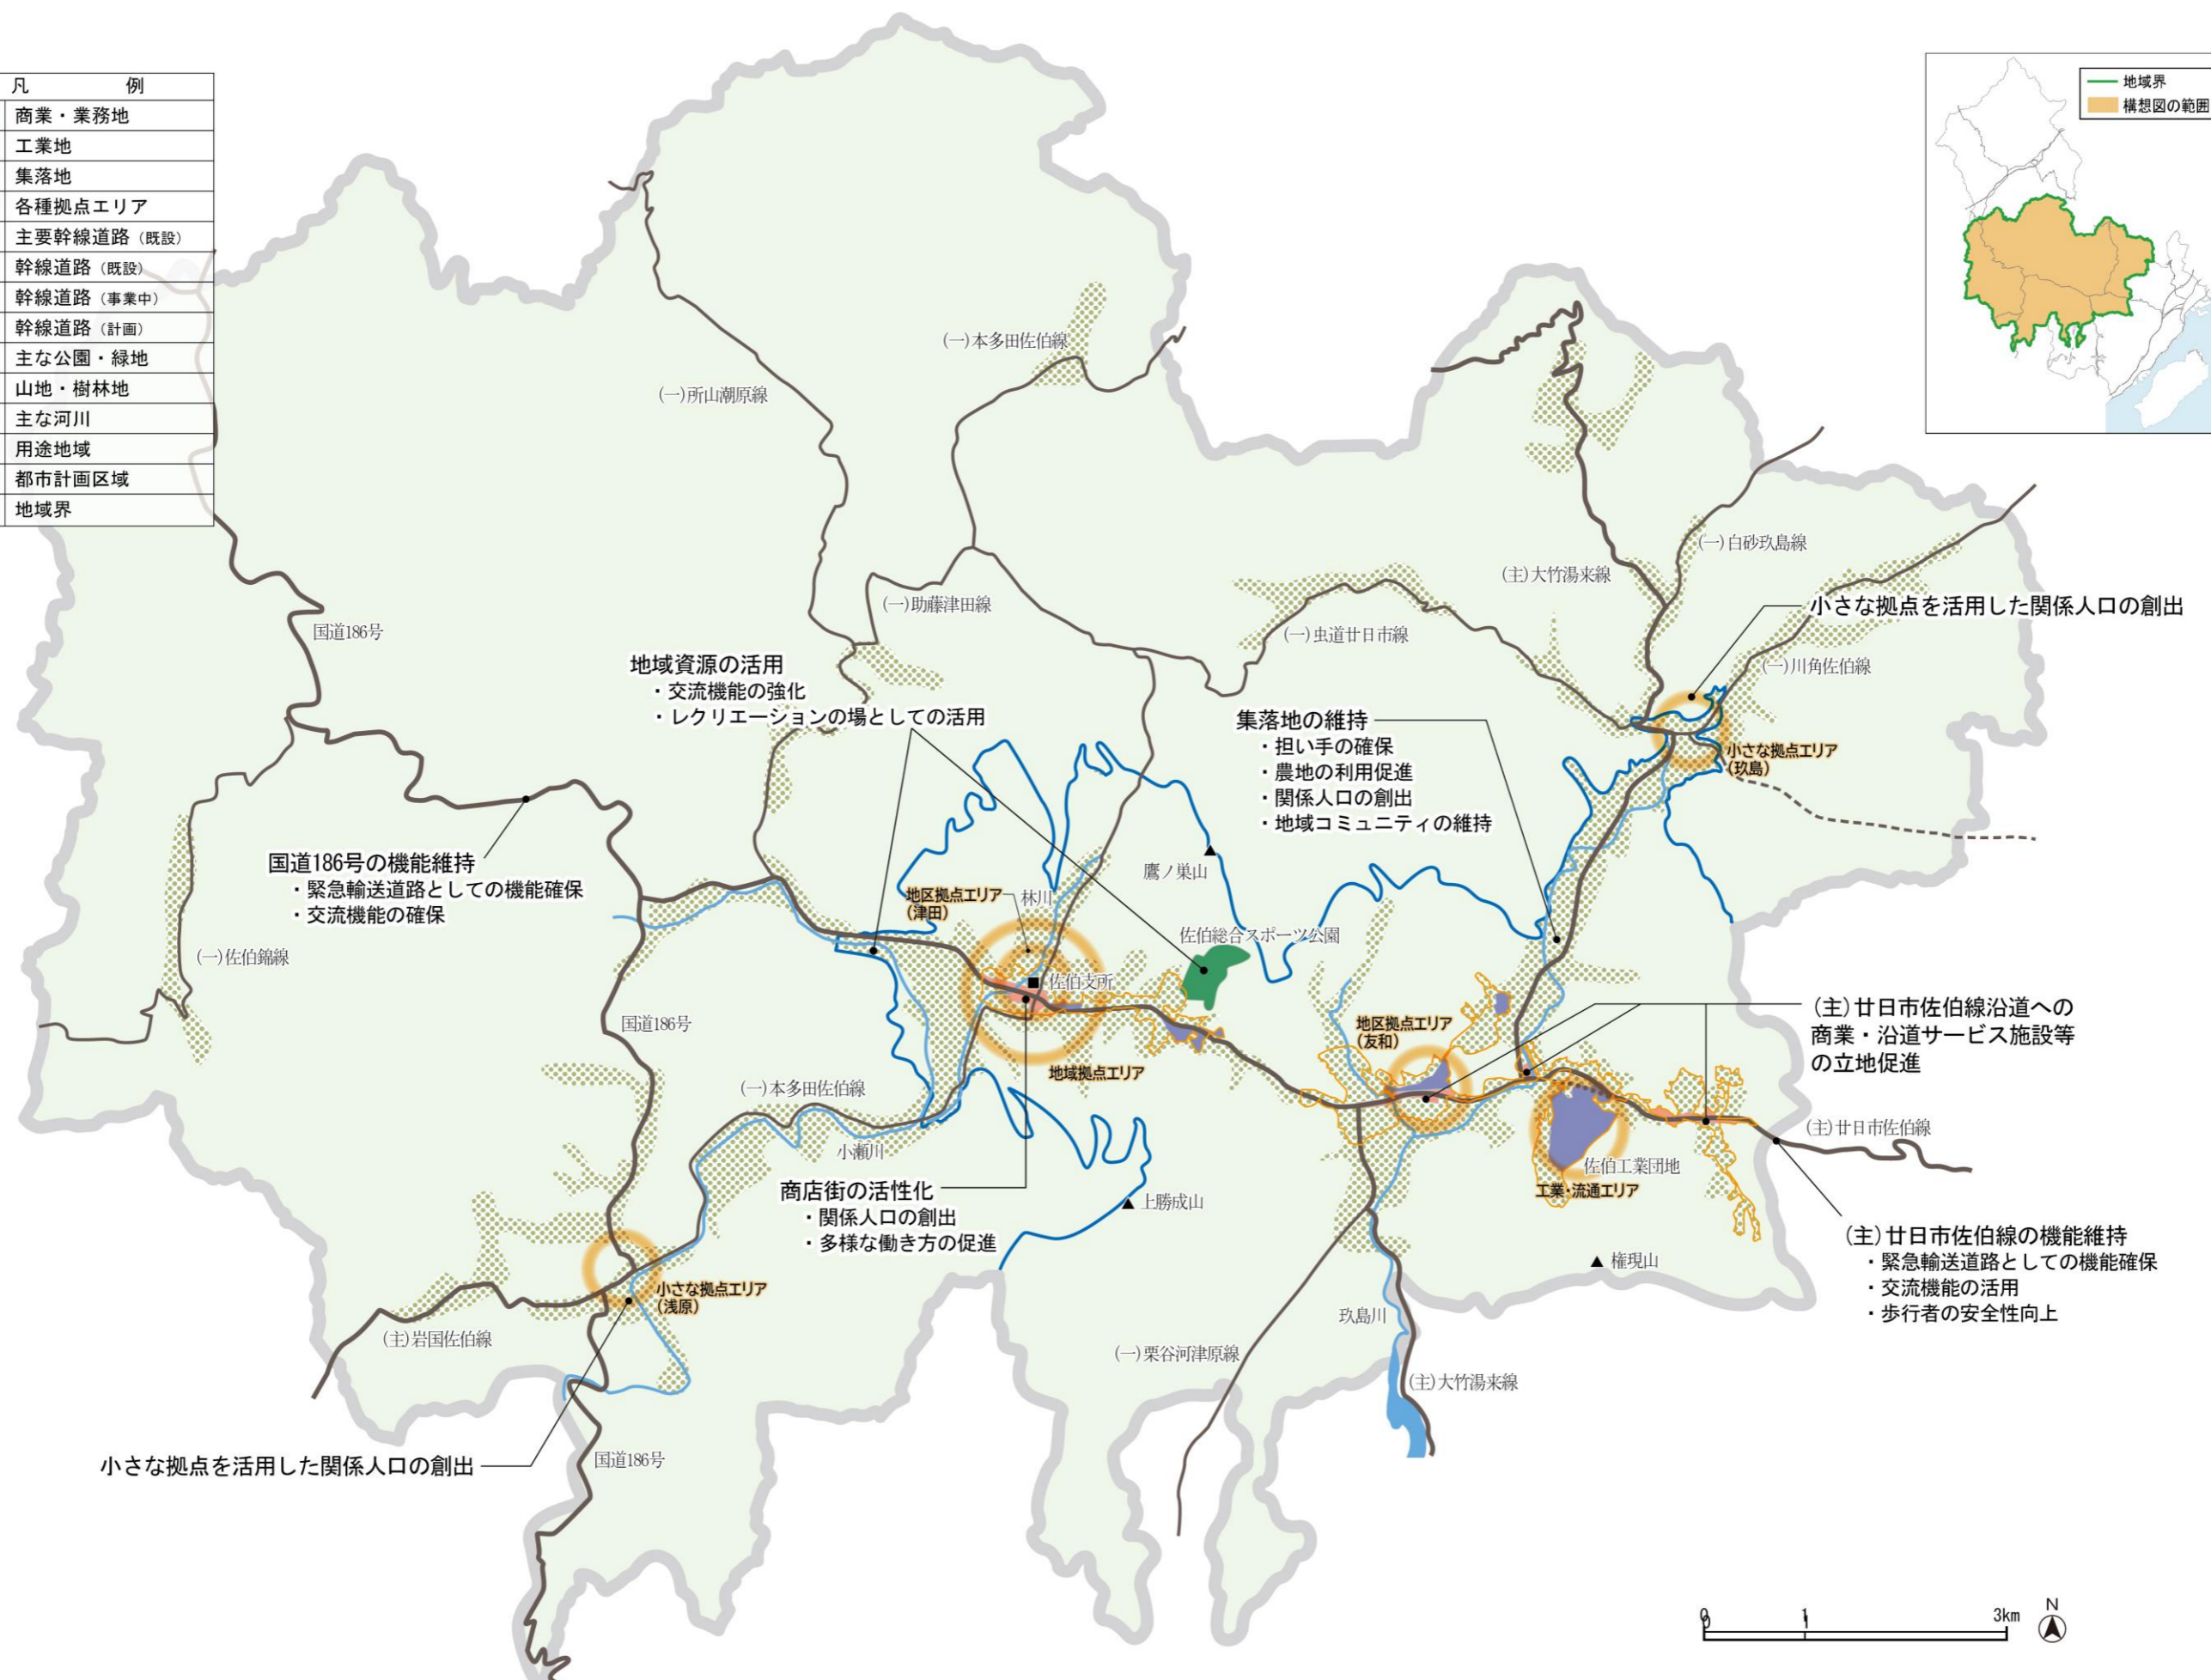 凡例
商業・業務地
工業地
集落地
各種拠点エリア
主要幹線道路（既設）
幹線道路（既設）
幹線道路（事業中）
幹線道路（計画）
主な公園・緑地
山地・樹林地
主な河川
用途地域
都市計画区域
地域界
地域界
構想図の範囲
(一)本多田佐伯線
(一)所山潮原線
(一)白砂玖島線
(主)大竹湯来線
(一)助藤津田線
小さな拠点を活用した関係人口の創出
国道186号
(一)虫道廿日市線
(一)川角佐伯線
地域資源の活用
・交流機能の強化
・レクリエーションの場としての活用
集落地の維持
・担い手の確保
・農地の利用促進
・関係人口の創出
・地域コミュニティの維持
小さな拠点エリア
(玖島)
国道186号の機能維持
・緊急輸送道路としての機能確保
・交流機能の確保
鷹ノ巣山
地区拠点エリア
(津田)
林川
佐伯総合スポーツ公園
(一)佐伯錦線
佐伯支所
国道186号
地区拠点エリア
(友和)
(主)廿日市佐伯線沿道への
商業・沿道サービス施設等
の立地促進
地域拠点エリア
(一)本多田佐伯線
小瀬川
(主)廿日市佐伯線
佐伯工業団地
工業・流通エリア
商店街の活性化
・関係人口の創出
・多様な働き方の促進
上勝成山
(主)廿日市佐伯線の機能維持
・緊急輸送道路としての機能確保
・交流機能の活用
・歩行者の安全性向上
権現山
小さな拠点エリア
(浅原)
玖島川
(主)岩国佐伯線
(一)栗谷河津原線
(主)大竹湯来線
小さな拠点を活用した関係人口の創出
国道186号
0 1 3km
N